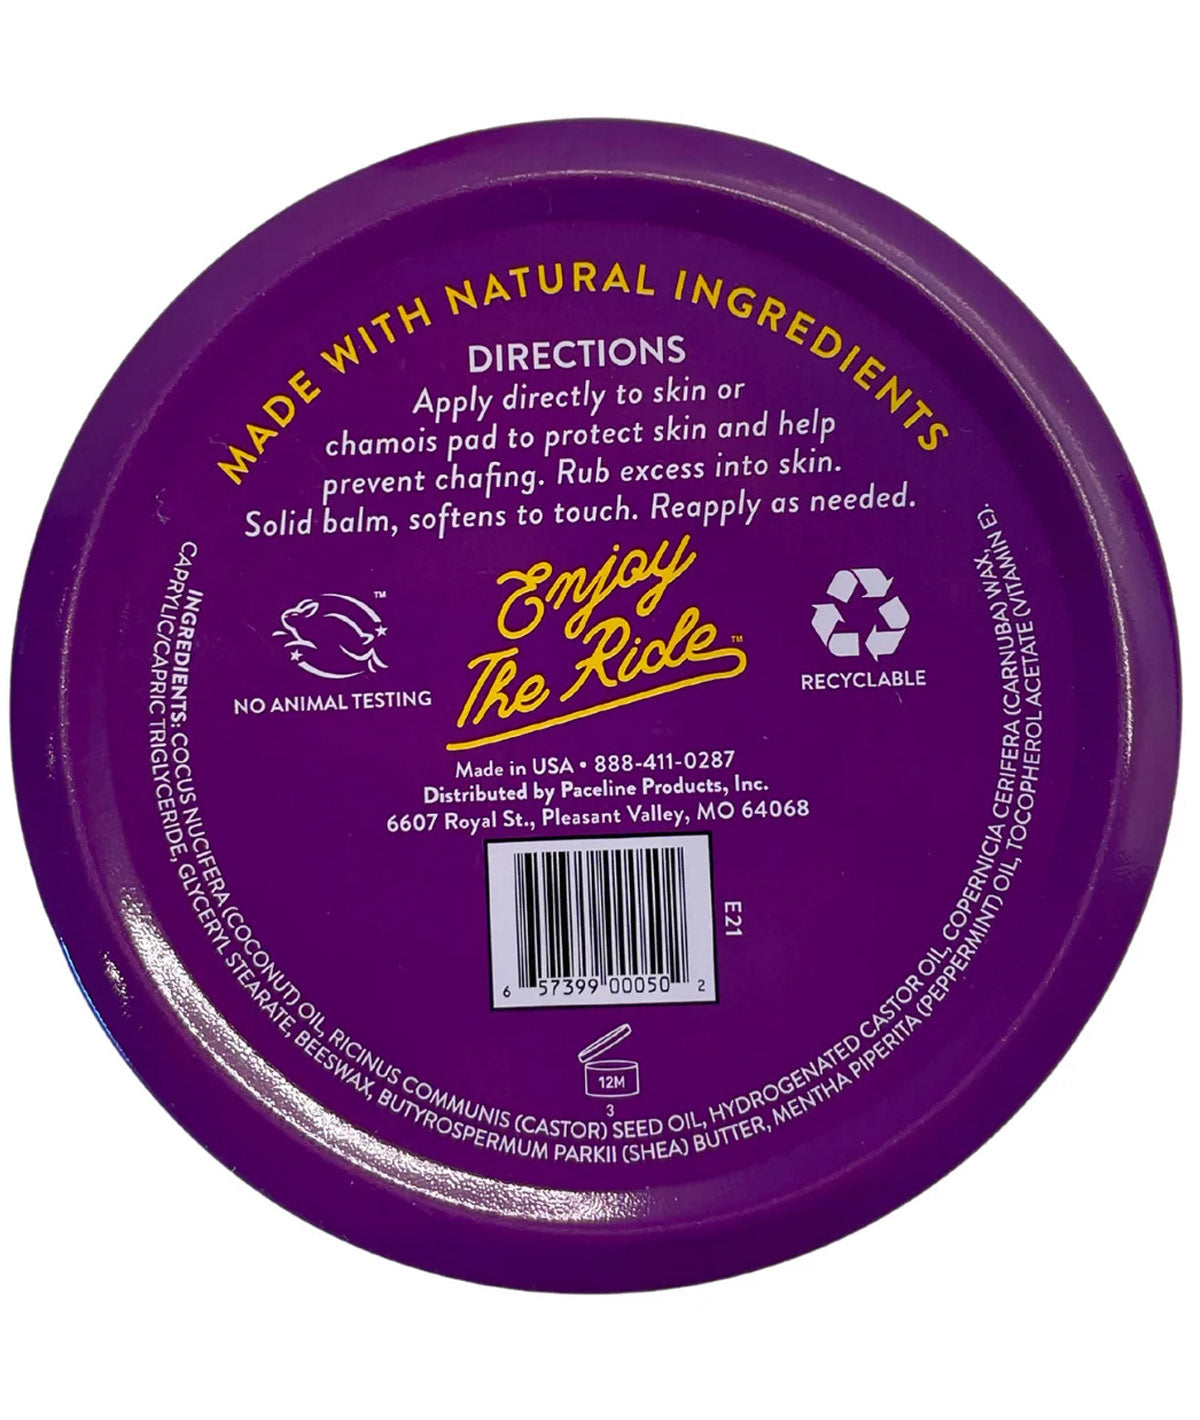 MADE WITH NATURAL INGREDIENTS
DIRECTIONS
Apply directly to skin or
chamois pad to protect skin and help
prevent chafing. Rub excess into skin.
Solid balm, softens to touch. Reapply as needed.
Enjoy
The Ride™
™
NO ANIMAL TESTING
RECYCLABLE
Made in USA • 888-411-0287
Distributed by Paceline Products, Inc.
6607 Royal St., Pleasant Valley, MO 64068
E21
6 57399 00050 2
12M
3
INGREDIENTS: COCUS NUCIFERA (COCONUT) OIL, RICINUS COMMUNIS (CASTOR) SEED OIL, HYDROGENATED CASTOR OIL, COPERNICIA CERIFERA (CARNUBA) WAX,
CAPRYLIC/CAPRIC TRIGLYCERIDE, GLYCERYL STEARATE, BEESWAX, BUTYROSPERMUM PARKII (SHEA) BUTTER, MENTHA PIPERITA (PEPPERMINT) OIL, TOCOPHEROL ACETATE (VITAMIN E).